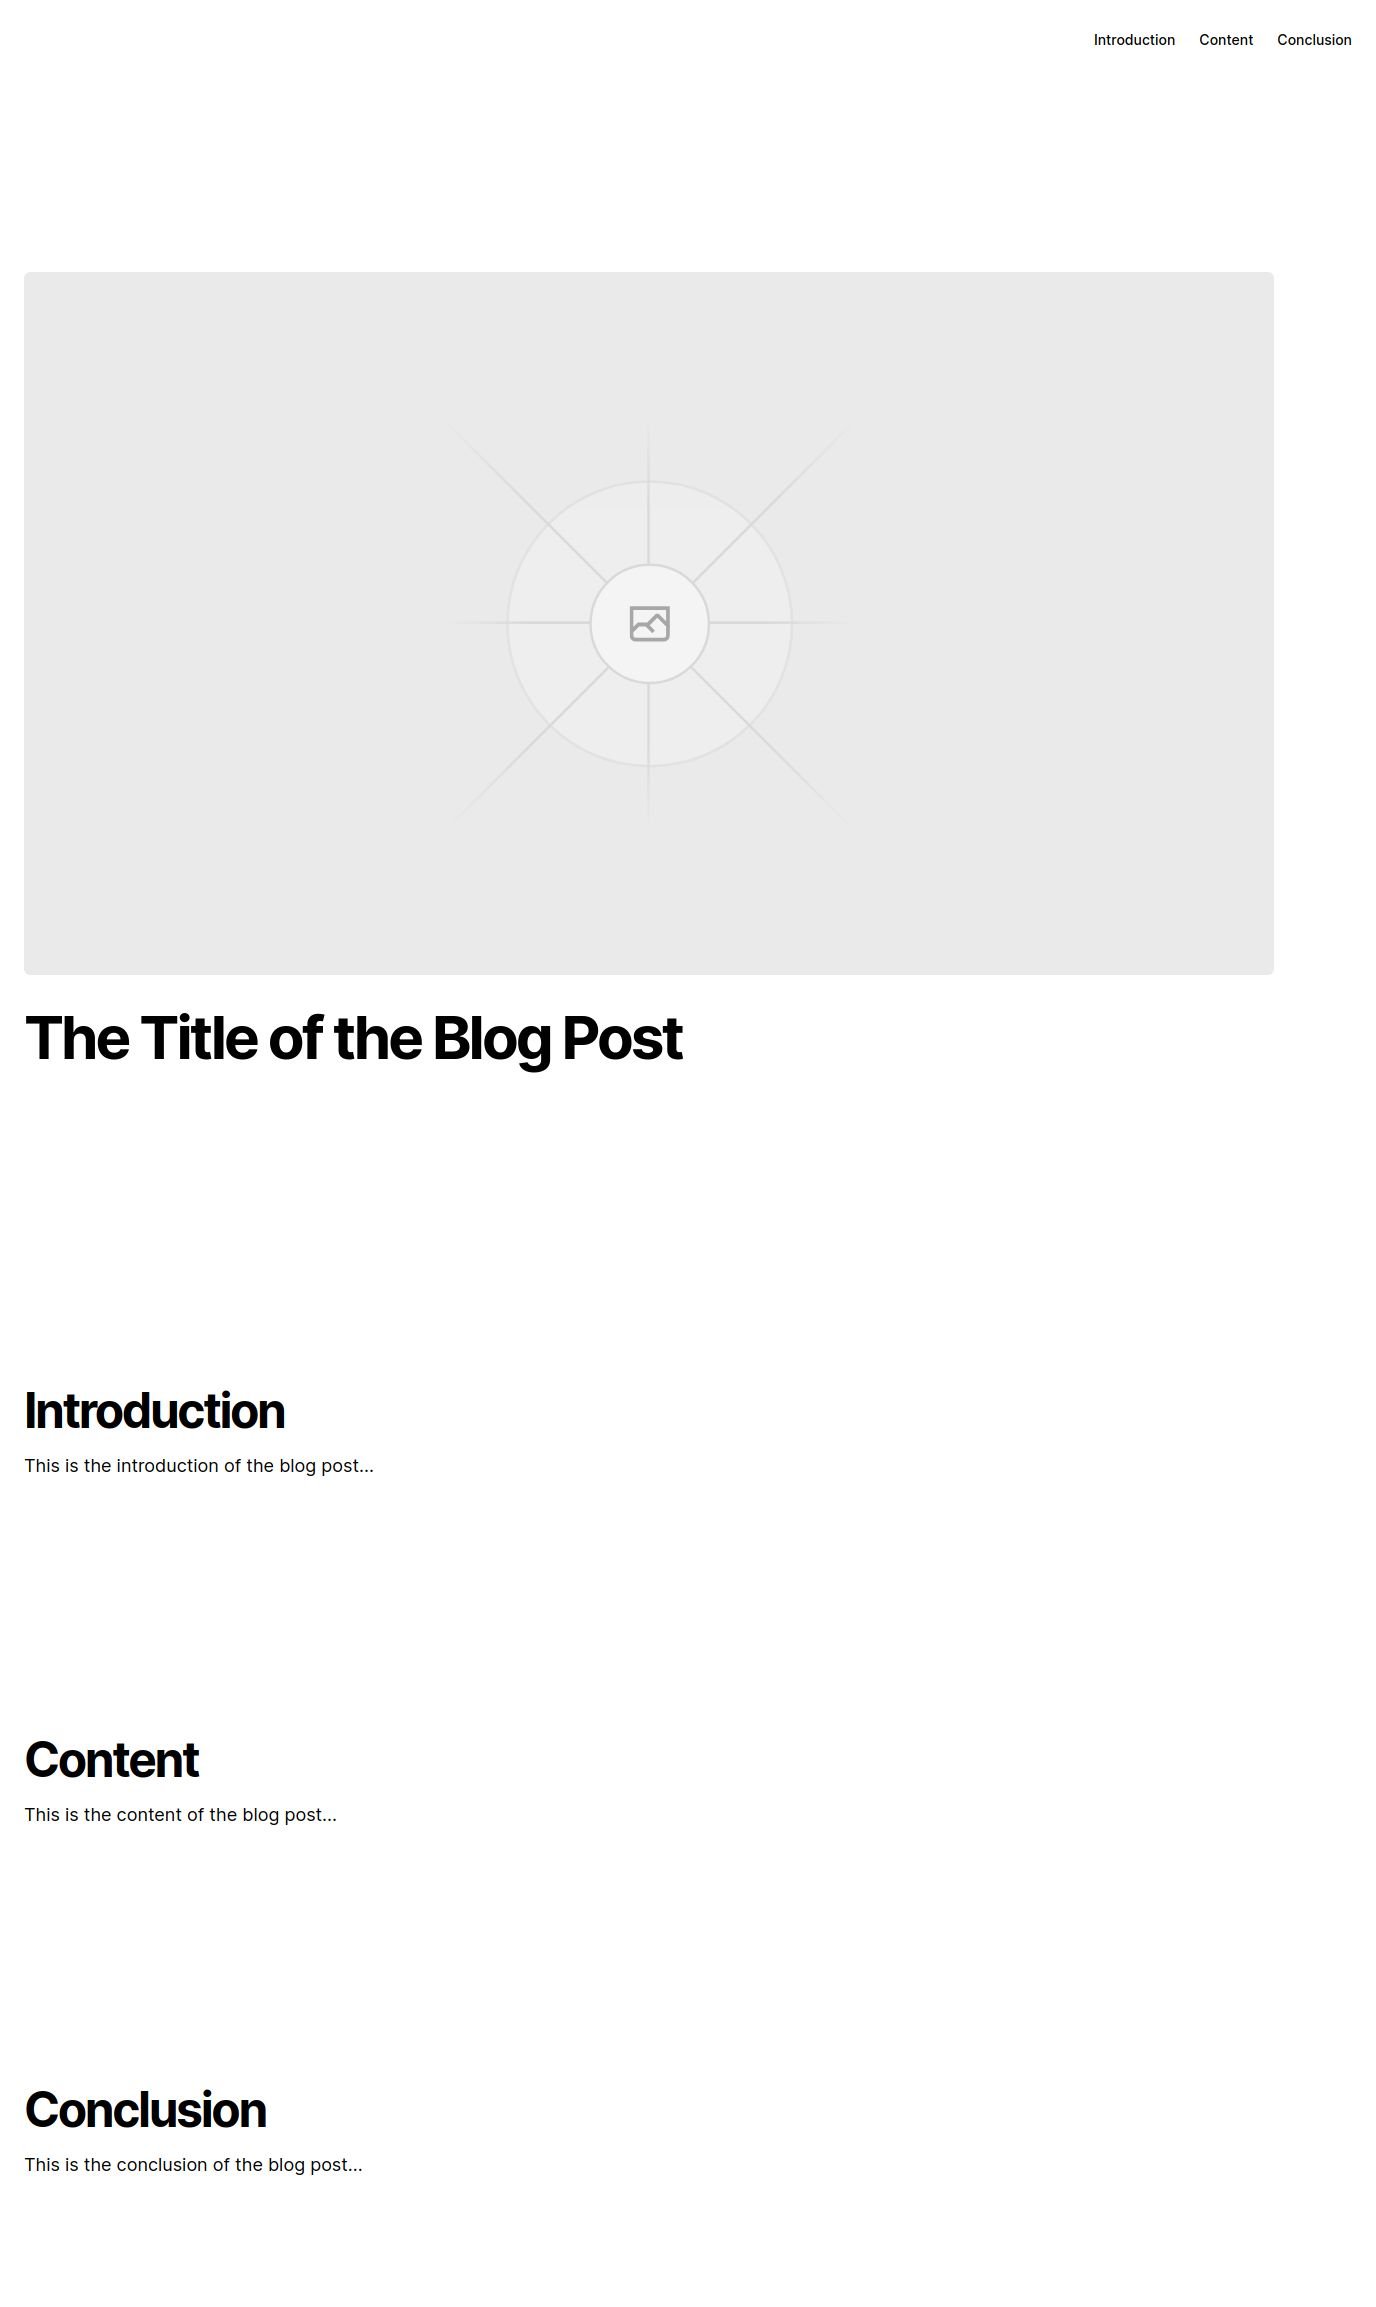 Introduction Content Conclusion
The Title of the Blog Post
Introduction
This is the introduction of the blog post...
Content
This is the content of the blog post...
Conclusion
This is the conclusion of the blog post...